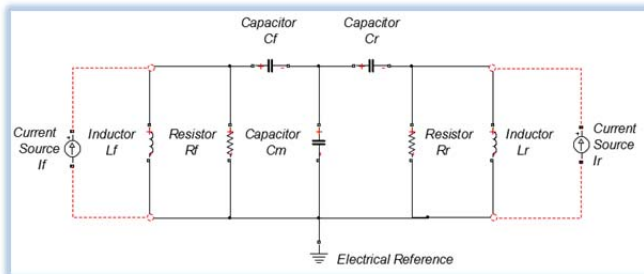 Capacitor
Cf
Capacitor
Cr
Current
Source
If
Inductor
Lf
Resistor
Rf
Capacitor
Cm
Resistor
Rr
Inductor
Lr
Current
Source
Ir
Electrical Reference